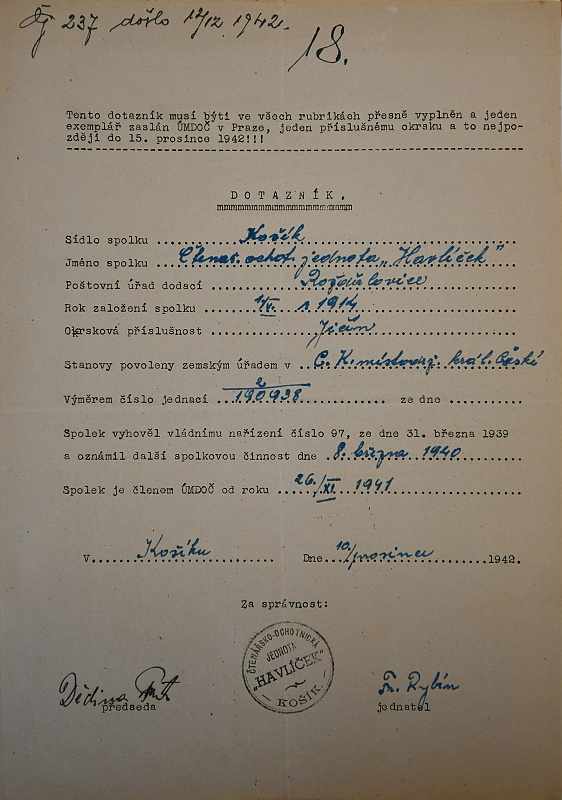 237 došlo 12/12. 1942.
18.
Tento dotazník musí býti ve všech rubrikách přesně vyplněn a jeden
exemplář zaslán ÚMDOČ v Praze, jeden příslušnému okrsku a to nejpo-
zději do 15. prosince 1942!!!
DOTAZNÍK.
Sídlo spolku Košík
Jméno spolku Čtenář. ochot. jednota „Havlíček"
Poštovní úřad dodací Rožďalovice
Rok založení spolku 1/V. r. 1914
Okrsková příslušnost Jičín
Stanovy povoleny zemským úřadem v C. K. místodrž. král. České
Výměrem číslo jednací 2/190938 ze dne
Spolek vyhověl vládnímu nařízení číslo 97, ze dne 31. března 1939
a oznámil další spolkovou činnost dne 8. března 1940
Spolek je členem ÚMDOČ od roku 26./XI. 1941
V Košíku Dne 10/prosince 1942.
Za správnost:
ČTENÁŘSKO-OCHOTNICKÁ
JEDNOTA
"HAVLÍČEK"
- KOŠÍK -
Dědina Fr. Rybín
předseda jednatel